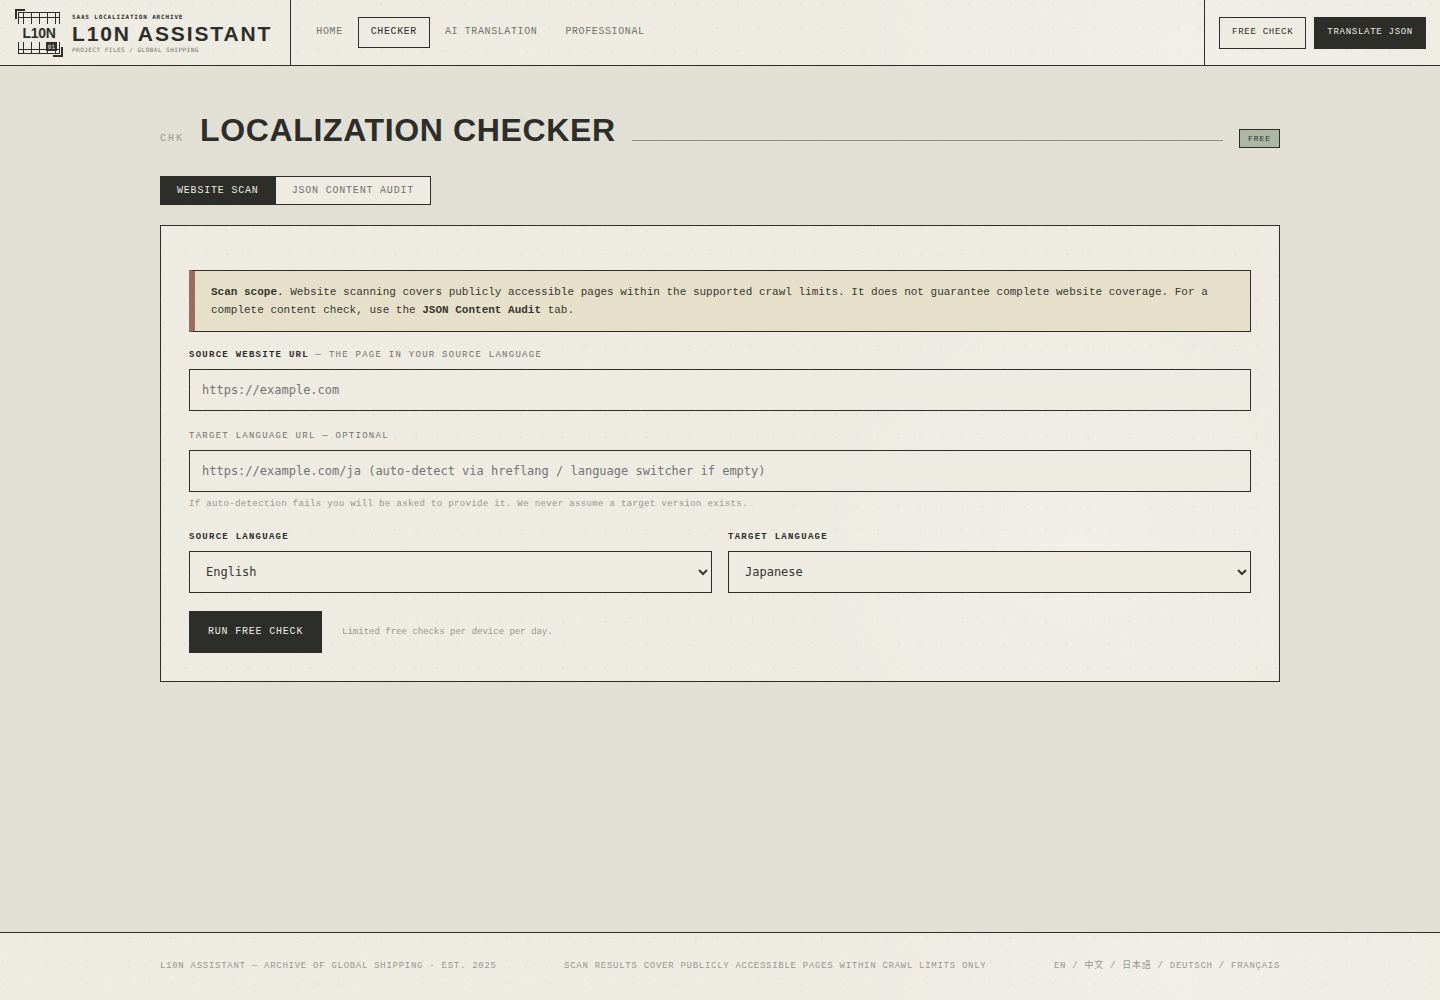 SAAS LOCALIZATION ARCHIVE
L10N
01
L10N ASSISTANT
PROJECT FILES / GLOBAL SHIPPING
HOME
CHECKER
AI TRANSLATION
PROFESSIONAL
FREE CHECK
TRANSLATE JSON
CHK
LOCALIZATION CHECKER
FREE
WEBSITE SCAN
JSON CONTENT AUDIT
Scan scope. Website scanning covers publicly accessible pages within the supported crawl limits. It does not guarantee complete website coverage. For a
complete content check, use the JSON Content Audit tab.
SOURCE WEBSITE URL — THE PAGE IN YOUR SOURCE LANGUAGE
https://example.com
TARGET LANGUAGE URL — OPTIONAL
https://example.com/ja (auto-detect via hreflang / language switcher if empty)
If auto-detection fails you will be asked to provide it. We never assume a target version exists.
SOURCE LANGUAGE
TARGET LANGUAGE
English
Japanese
RUN FREE CHECK
Limited free checks per device per day.
L10N ASSISTANT — ARCHIVE OF GLOBAL SHIPPING · EST. 2025
SCAN RESULTS COVER PUBLICLY ACCESSIBLE PAGES WITHIN CRAWL LIMITS ONLY
EN / 中文 / 日本語 / DEUTSCH / FRANÇAIS